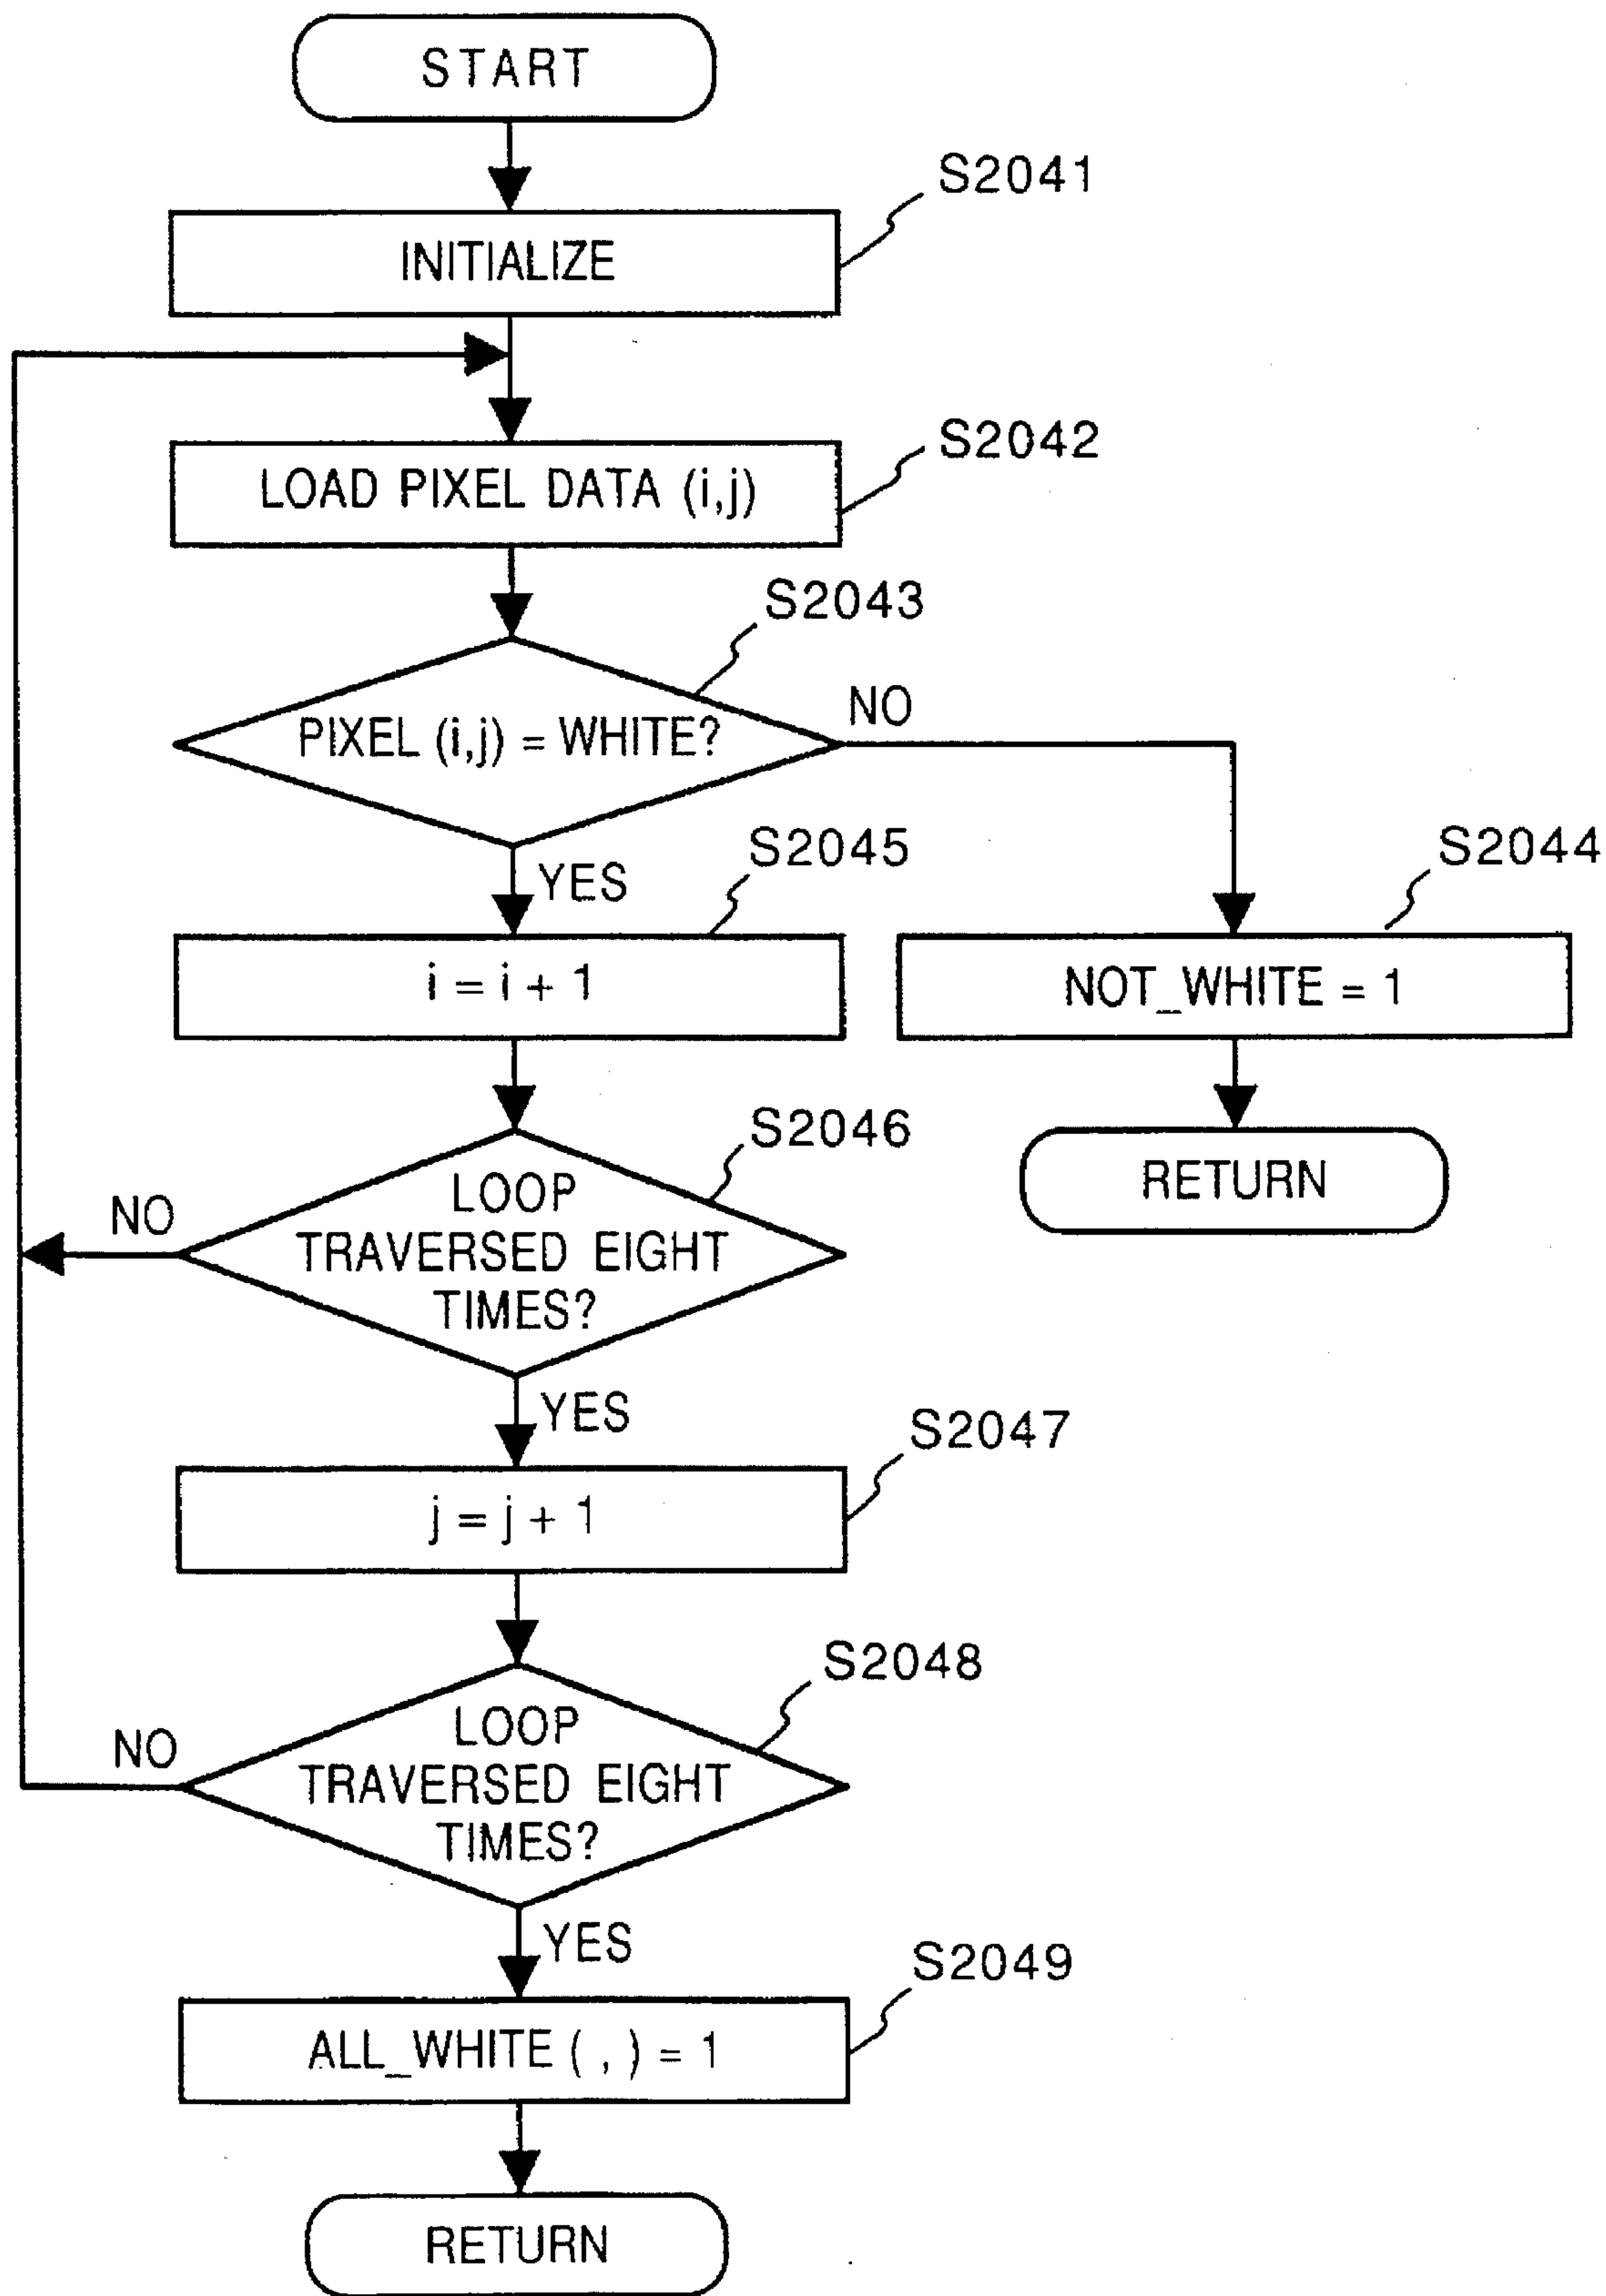 START
S2041
INITIALIZE
S2042
LOAD PIXEL DATA (i,j)
S2043
PIXEL (i,j) = WHITE?
NO
YES
S2045
S2044
i = i + 1
NOT_WHITE = 1
S2046
LOOP
TRAVERSED EIGHT
TIMES?
NO
RETURN
YES
S2047
j = j + 1
S2048
LOOP
TRAVERSED EIGHT
TIMES?
NO
YES
S2049
ALL_WHITE ( , ) = 1
RETURN